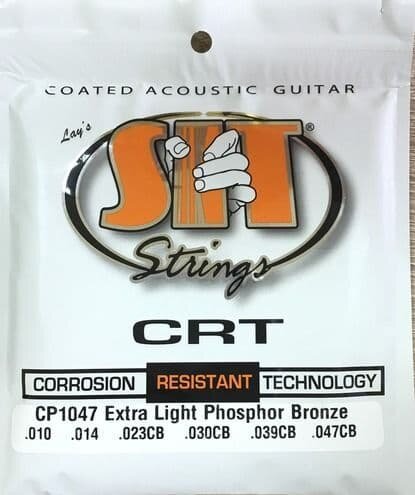 COATED ACOUSTIC GUITAR
Lay's
SIT®
Strings
CRT
CORROSION RESISTANT TECHNOLOGY
CP1047 Extra Light Phosphor Bronze
.010 .014 .023CB .030CB .039CB .047CB